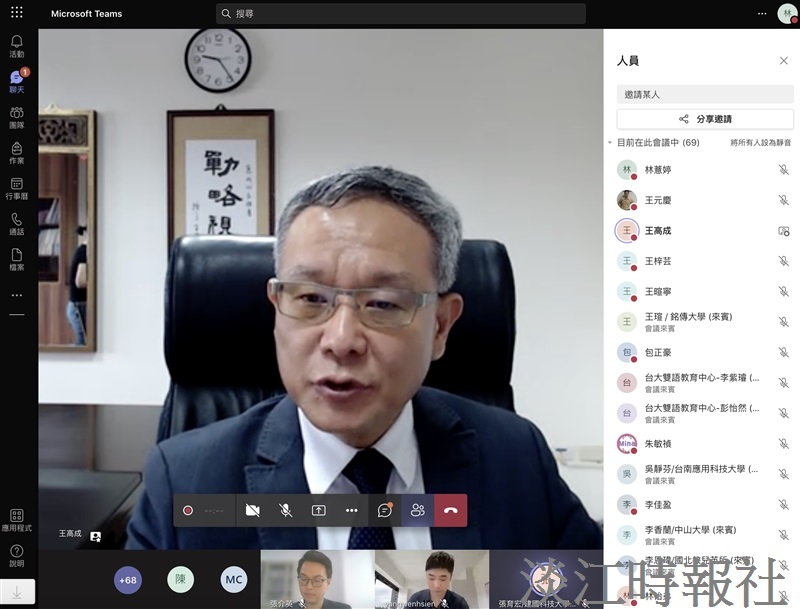 Microsoft Teams
搜尋
林
活動
1
聊天
團隊
作業
行事曆
通話
檔案
應用程式
說明
勤
略
視
王高成
+68
陳
MC
張介英
張育宏/建國科技大學
人員
邀請某人
分享邀請
目前在此會議中 (69)
將所有人設為靜音
林 林薏婷
王元慶
王 王高成
王 王梓芸
王 王暄寧
王 王瑄 / 銘傳大學 (來賓)
會議來賓
包 包正豪
台 台大雙語教育中心-李紫瑢 (...
會議來賓
台 台大雙語教育中心-彭怡然 (...
會議來賓
Mina 朱敏禎
吳 吳靜芬/台南應用科技大學 (...
會議來賓
李 李佳盈
李 李香蘭/中山大學 (來賓)
會議來賓
會議來賓
淡江時報社